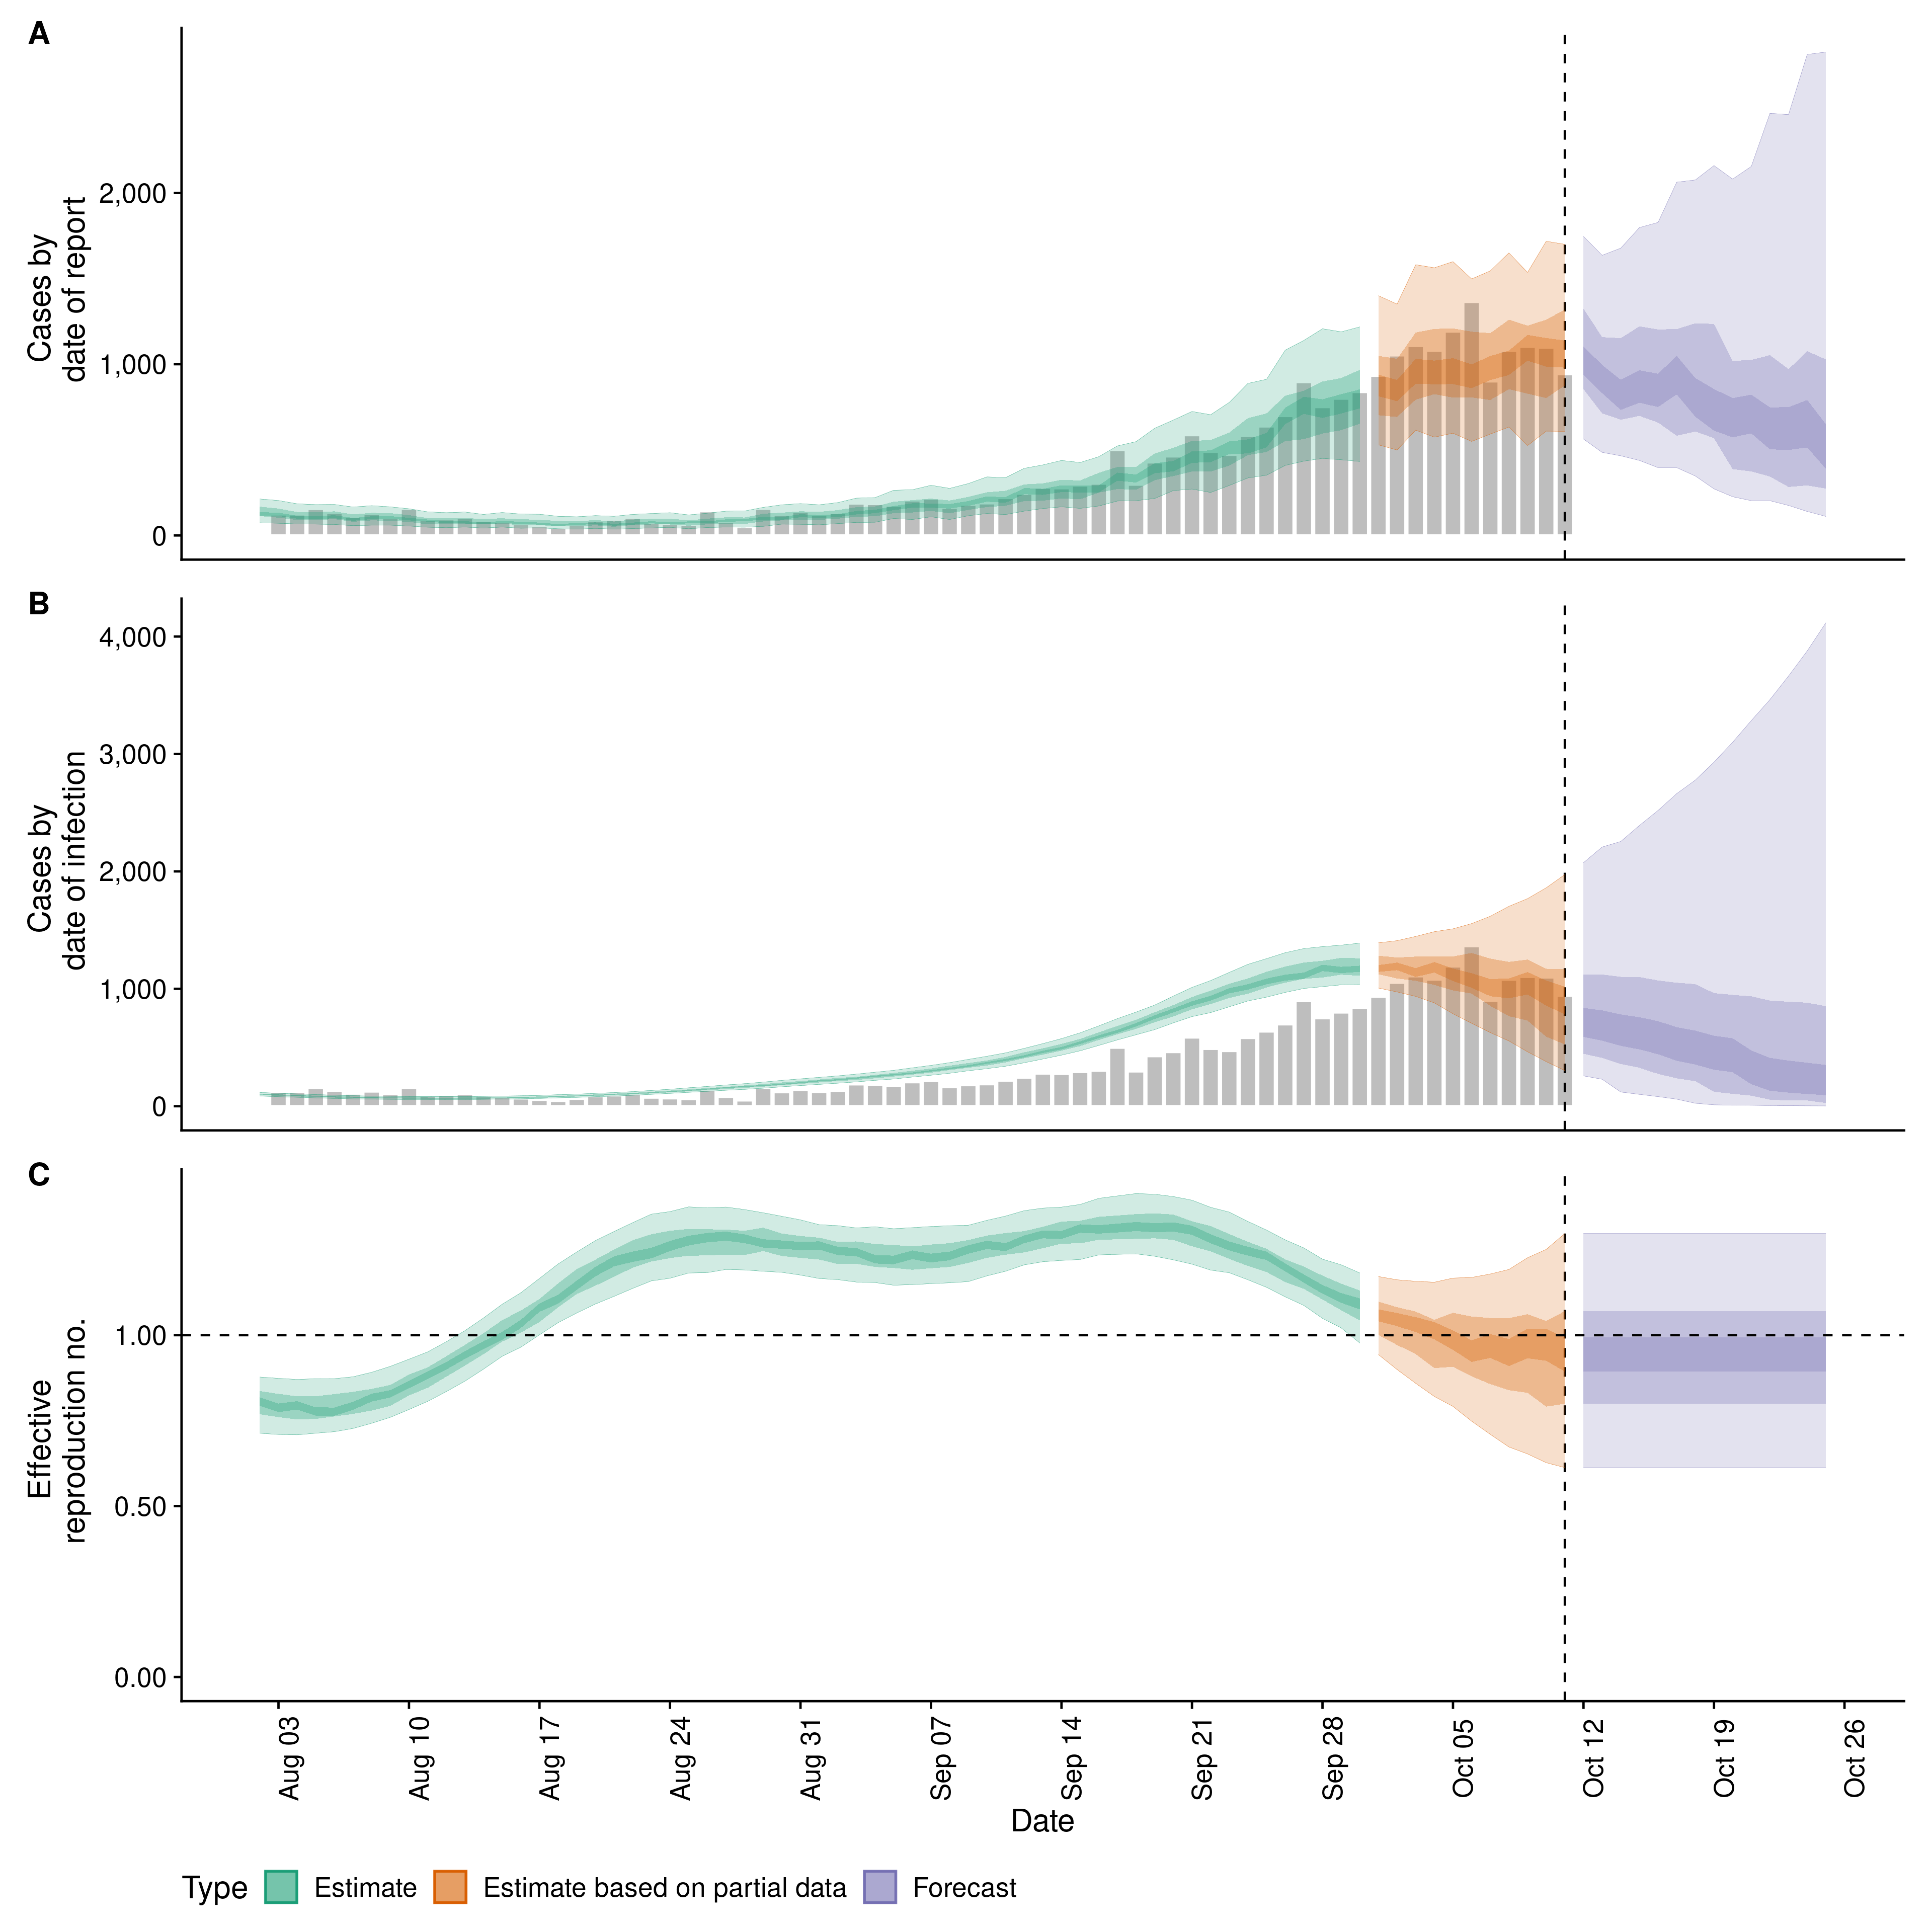 A
Cases by
date of report
2,000
1,000
0
B
Cases by
date of infection
4,000
3,000
2,000
1,000
0
C
Effective
reproduction no.
1.00
0.50
0.00
Aug 03
Aug 10
Aug 17
Aug 24
Aug 31
Sep 07
Sep 14
Sep 21
Sep 28
Oct 05
Oct 12
Oct 19
Oct 26
Date
Type Estimate Estimate based on partial data Forecast